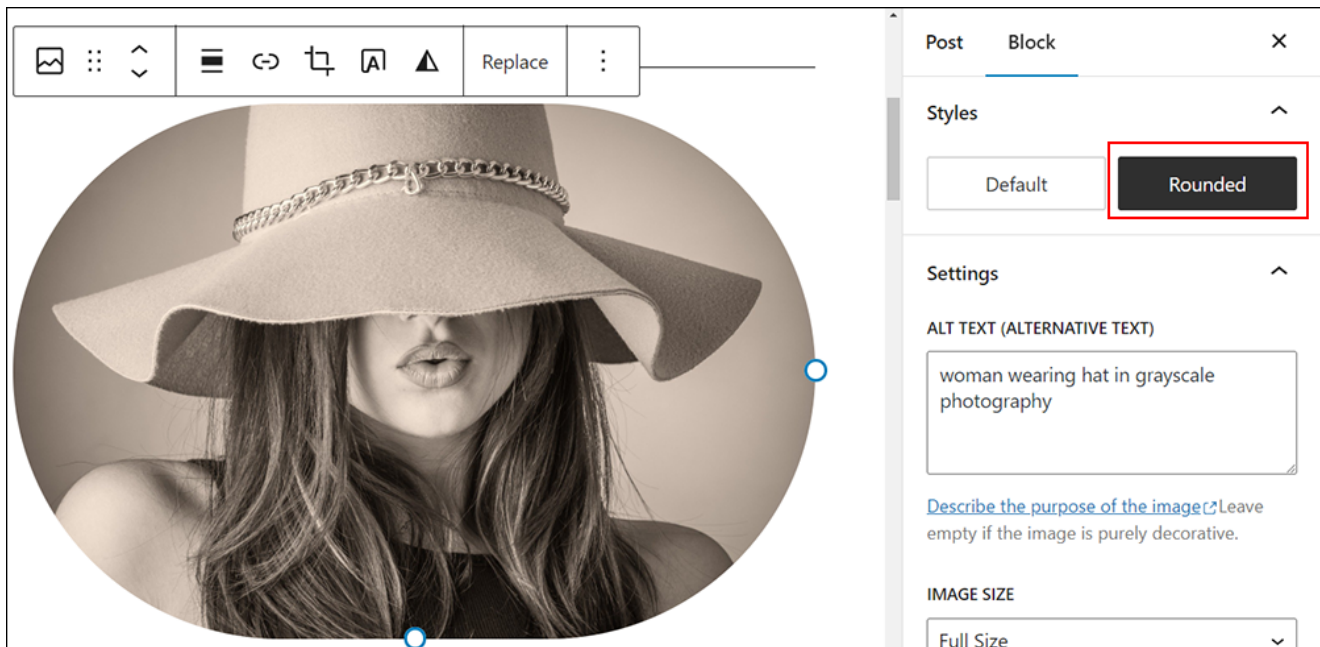 Replace
Post Block
Styles
Default Rounded
Settings
ALT TEXT (ALTERNATIVE TEXT)
woman wearing hat in grayscale
photography
Describe the purpose of the image Leave
empty if the image is purely decorative.
IMAGE SIZE
Full Size